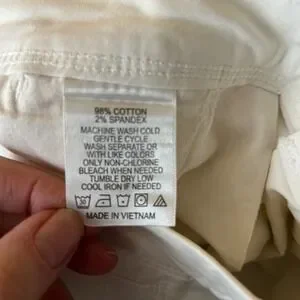 98% COTTON
2% SPANDEX
MACHINE WASH COLD
GENTLE CYCLE
WASH SEPARATE OR
WITH LIKE COLORS
ONLY NON-CHLORINE
BLEACH WHEN NEEDED
TUMBLE DRY LOW
COOL IRON IF NEEDED
MADE IN VIETNAM